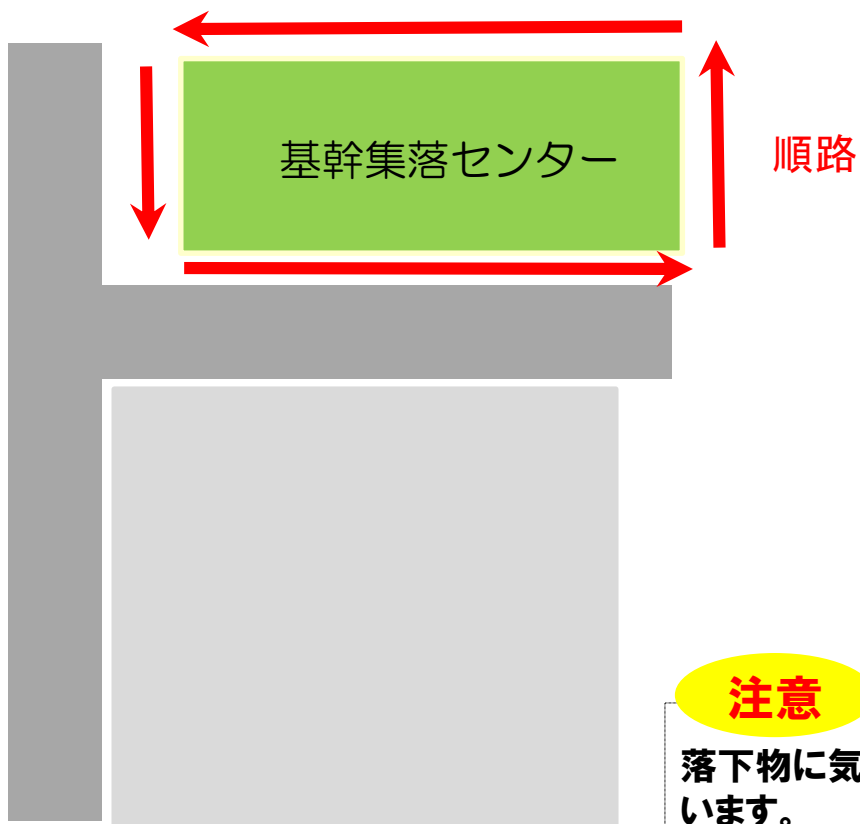 基幹集落センター
順路
注意
落下物に気
います。